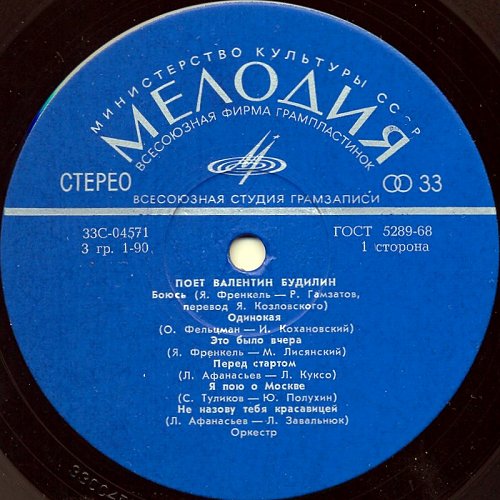 МИНИСТЕРСТВО КУЛЬТУРЫ СССР
МЕЛОДИЯ
ВСЕСОЮЗНАЯ ФИРМА ГРАМПЛАСТИНОК
СТЕРЕО
33
ВСЕСОЮЗНАЯ СТУДИЯ ГРАМЗАПИСИ
33С-04571
ГОСТ 5289-68
3 гр. 1-90
1 сторона
ПОЕТ ВАЛЕНТИН БУДИЛИН
Боюсь (Я. Френкель — Р. Гамзатов,
перевод Я. Козловского)
Одинокая
(О. Фельцман — И. Кохановский)
Это было вчера
(Я. Френкель — М. Лисянский)
Перед стартом
(Л. Афанасьев — Л. Куксо)
Я пою о Москве
(С. Туликов — Ю. Полухин)
Не назову тебя красавицей
(Л. Афанасьев — Л. Завальнюк)
Оркестр